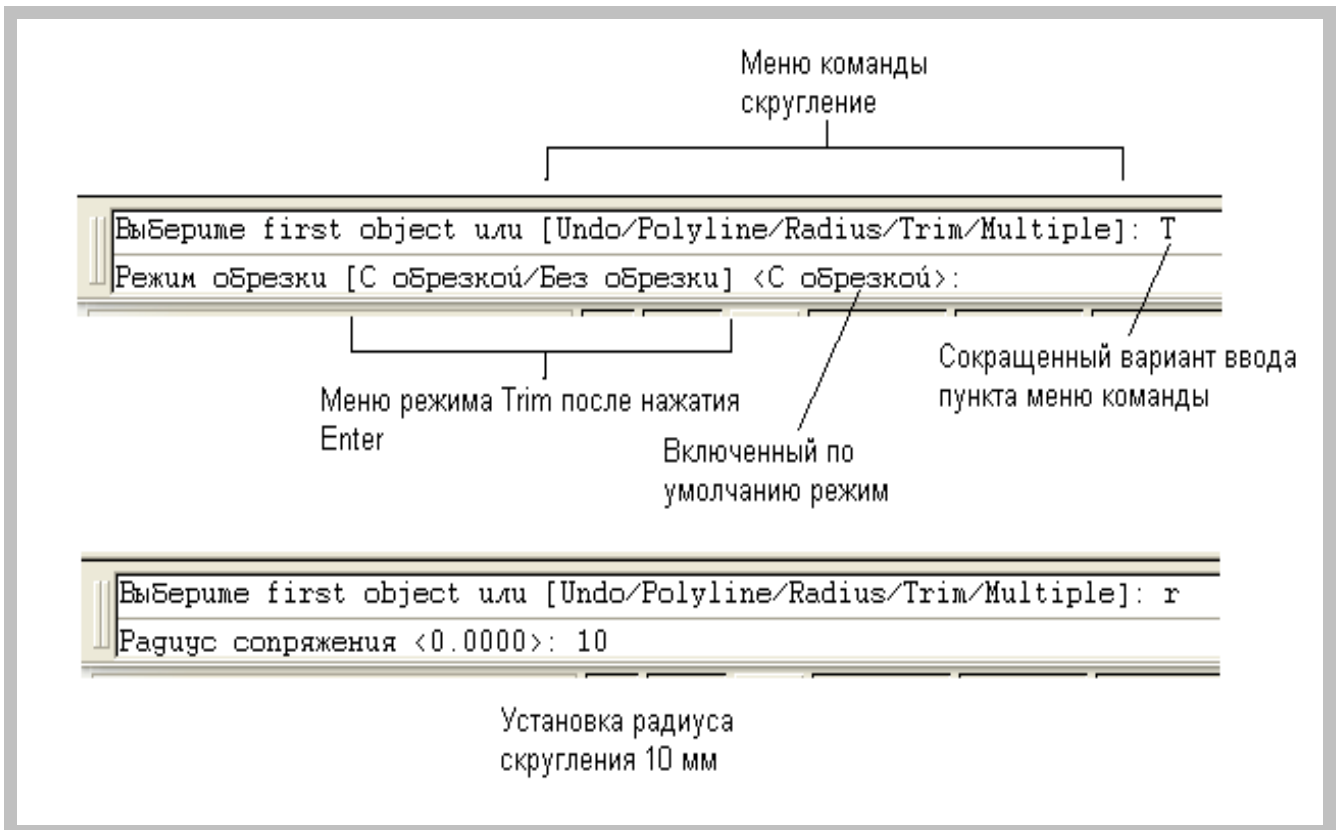 Меню команды
скругление
Выберите first object или [Undo/Polyline/Radius/Trim/Multiple]: T
Режим обрезки [С обрезкой/Без обрезки] <С обрезкой>:
Сокращенный вариант ввода
пункта меню команды
Меню режима Trim после нажатия
Enter
Включенный по
умолчанию режим
Выберите first object или [Undo/Polyline/Radius/Trim/Multiple]: r
Радиус сопряжения <0.0000>: 10
Установка радиуса
скругления 10 мм